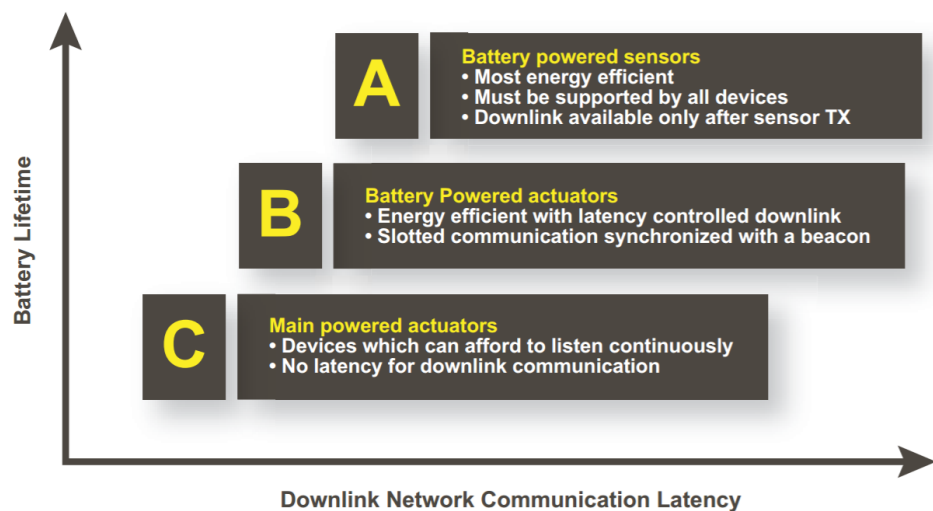 Battery Lifetime
A
Battery powered sensors
• Most energy efficient
• Must be supported by all devices
• Downlink available only after sensor TX
B
Battery Powered actuators
• Energy efficient with latency controlled downlink
• Slotted communication synchronized with a beacon
C
Main powered actuators
• Devices which can afford to listen continuously
• No latency for downlink communication
Downlink Network Communication Latency